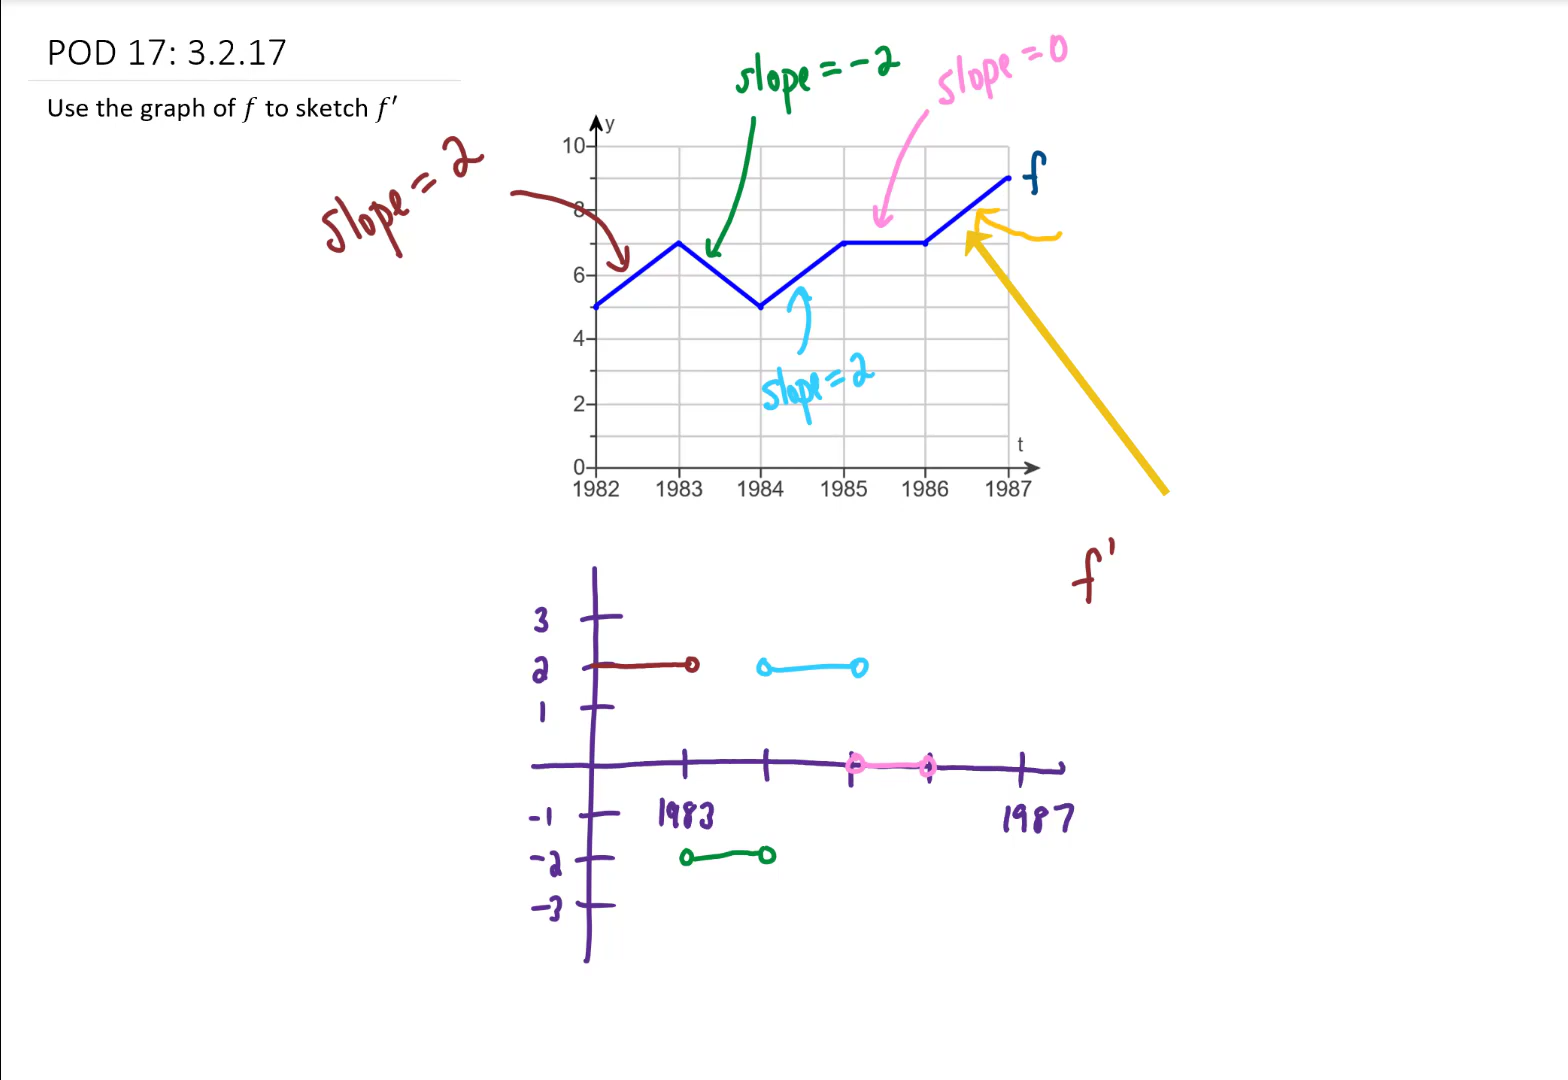 POD 17: 3.2.17
Use the graph of f to sketch f′
slope = 2
slope = -2
slope = 0
f
y
10
8
6
4
2
0
slope = 2
t
1982 1983 1984 1985 1986 1987
f'
3
2
1
-1
-2
-3
1983
1987